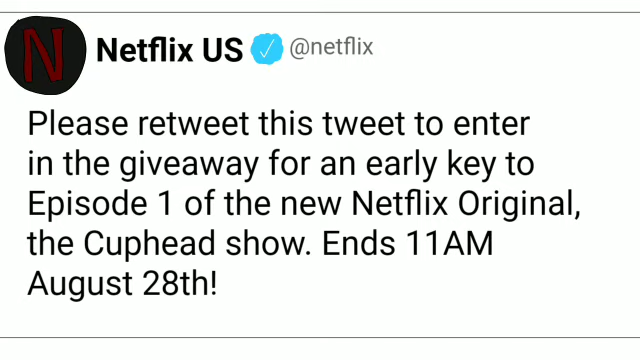 N
Netflix US @netflix
Please retweet this tweet to enter
in the giveaway for an early key to
Episode 1 of the new Netflix Original,
the Cuphead show. Ends 11AM
August 28th!